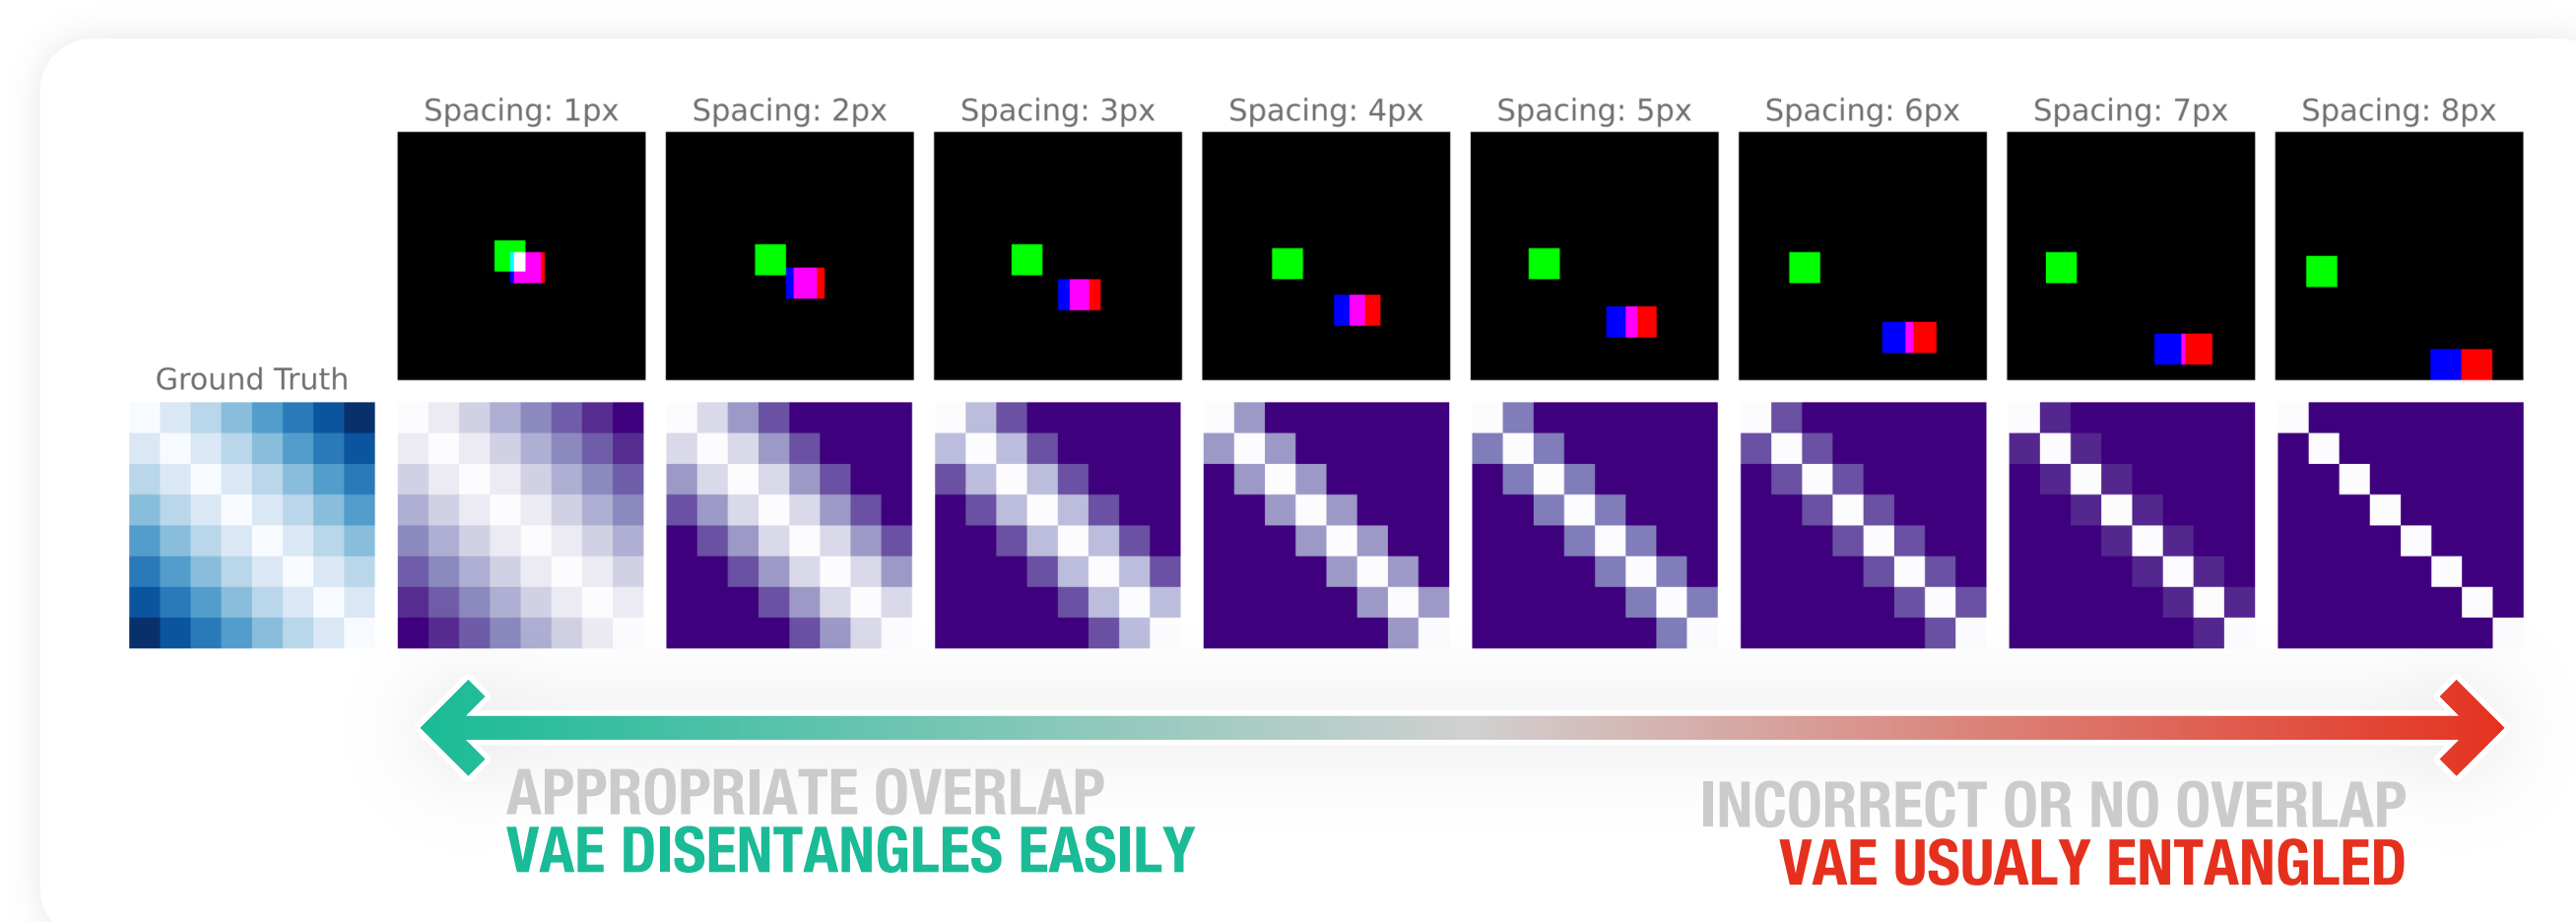 Spacing: 1px
Spacing: 2px
Spacing: 3px
Spacing: 4px
Spacing: 5px
Spacing: 6px
Spacing: 7px
Spacing: 8px
Ground Truth
APPROPRIATE OVERLAP
VAE DISENTANGLES EASILY
INCORRECT OR NO OVERLAP
VAE USUALY ENTANGLED